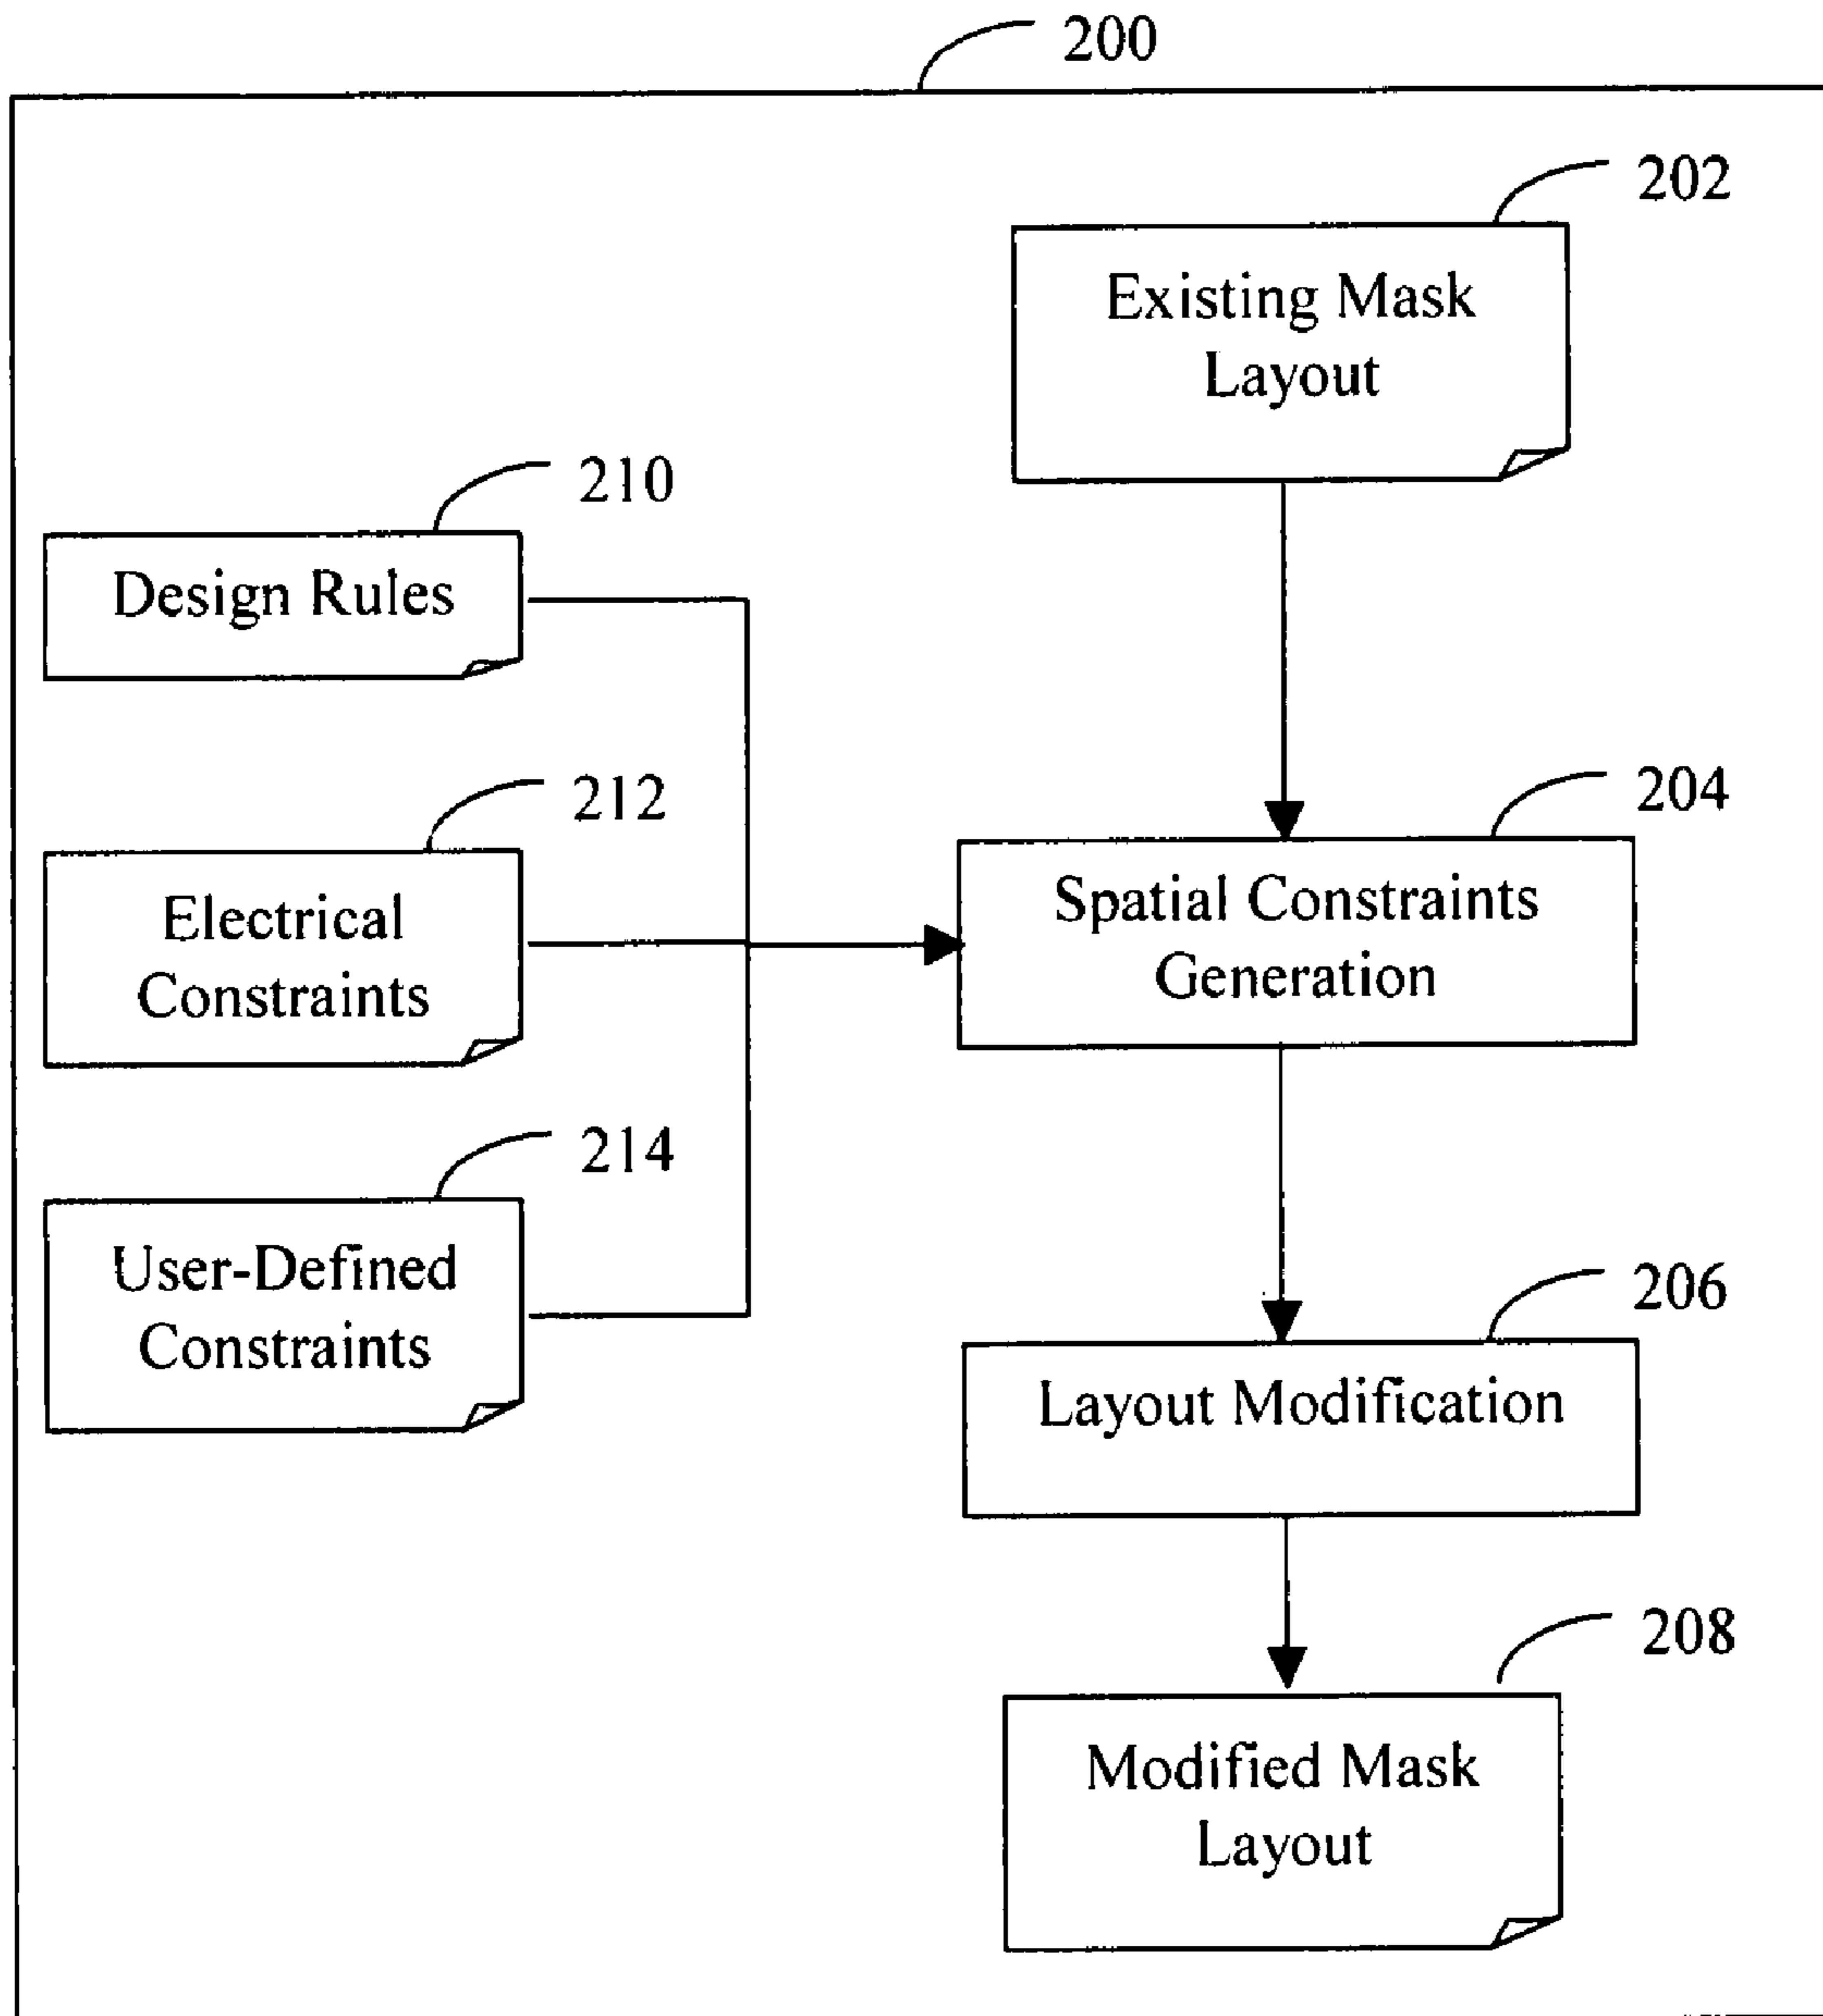 200
202
Existing Mask
Layout
210
Design Rules
212
204
Electrical
Constraints
Spatial Constraints
Generation
214
User-Defined
Constraints
206
Layout Modification
208
Modified Mask
Layout